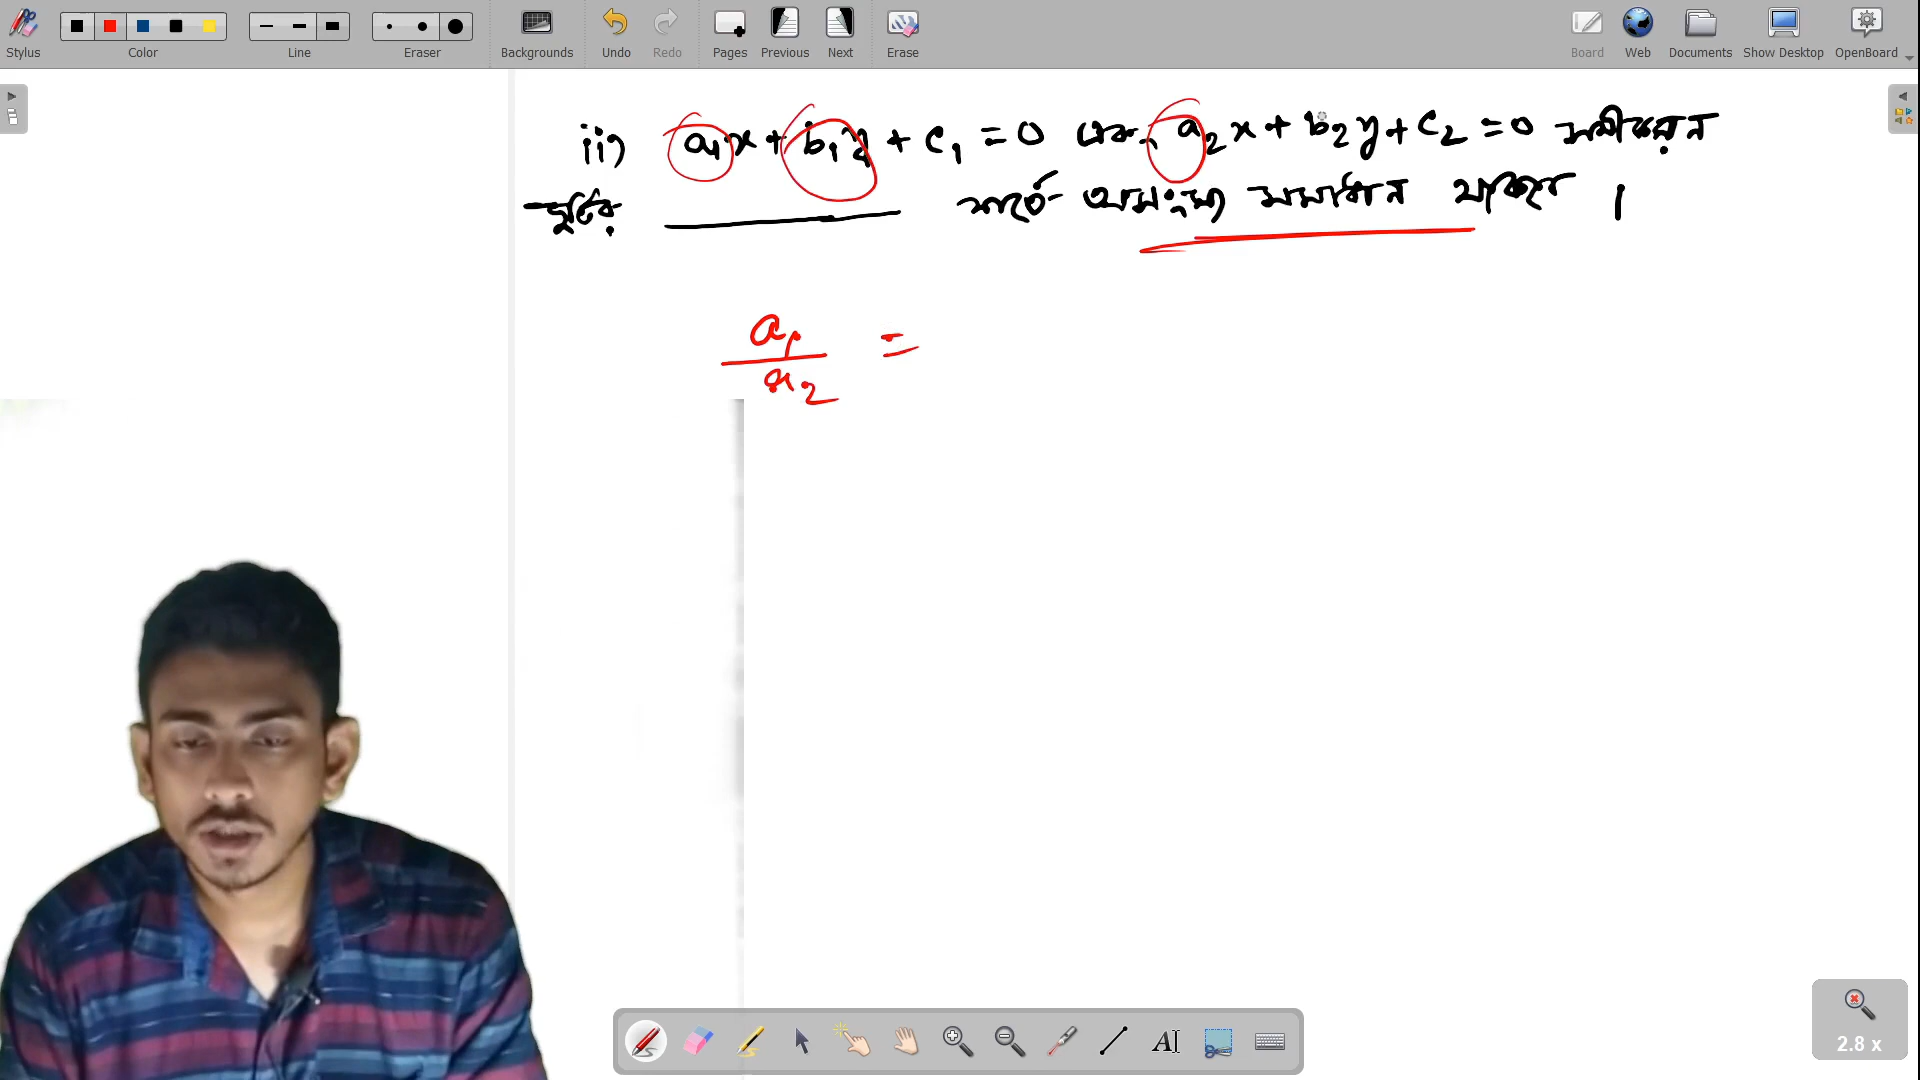 Stylus Color Line Eraser Backgrounds Undo Redo Pages Previous Next Erase Board Web Documents Show Desktop OpenBoard
ii) a₁x + b₁y + c₁ = 0 এবং a₂x + b₂y + c₂ = 0 সমীকরণ
দুটির ________ শর্তে অসংখ্য সমাধান থাকবে ।
a₁/a₂ =
2.8 x